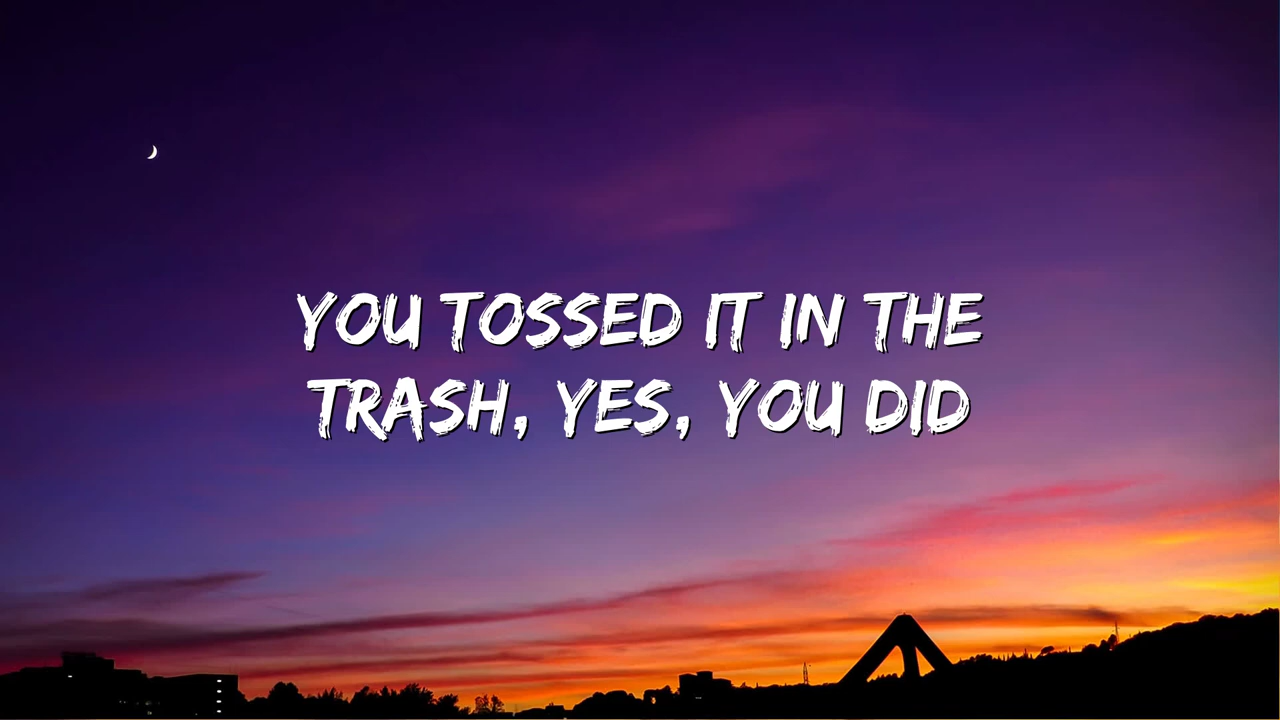 YOU TOSSED IT IN THE
TRASH, YES, YOU DID